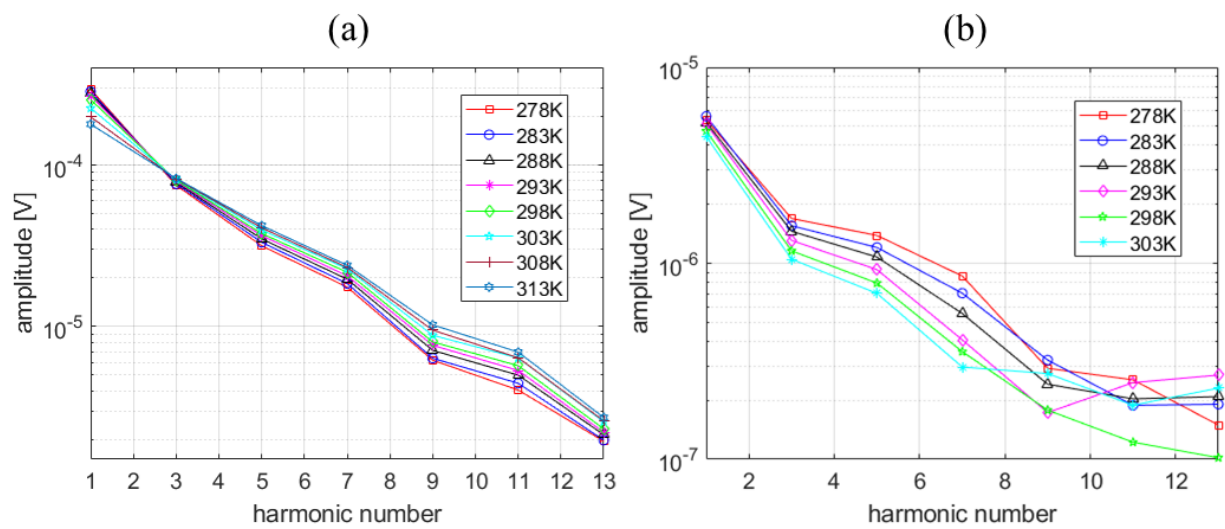 (a)
10^-4
10^-5
amplitude [V]
1 2 3 4 5 6 7 8 9 10 11 12 13
harmonic number
278K
283K
288K
293K
298K
303K
308K
313K
(b)
10^-5
10^-6
10^-7
amplitude [V]
2 4 6 8 10 12
harmonic number
278K
283K
288K
293K
298K
303K